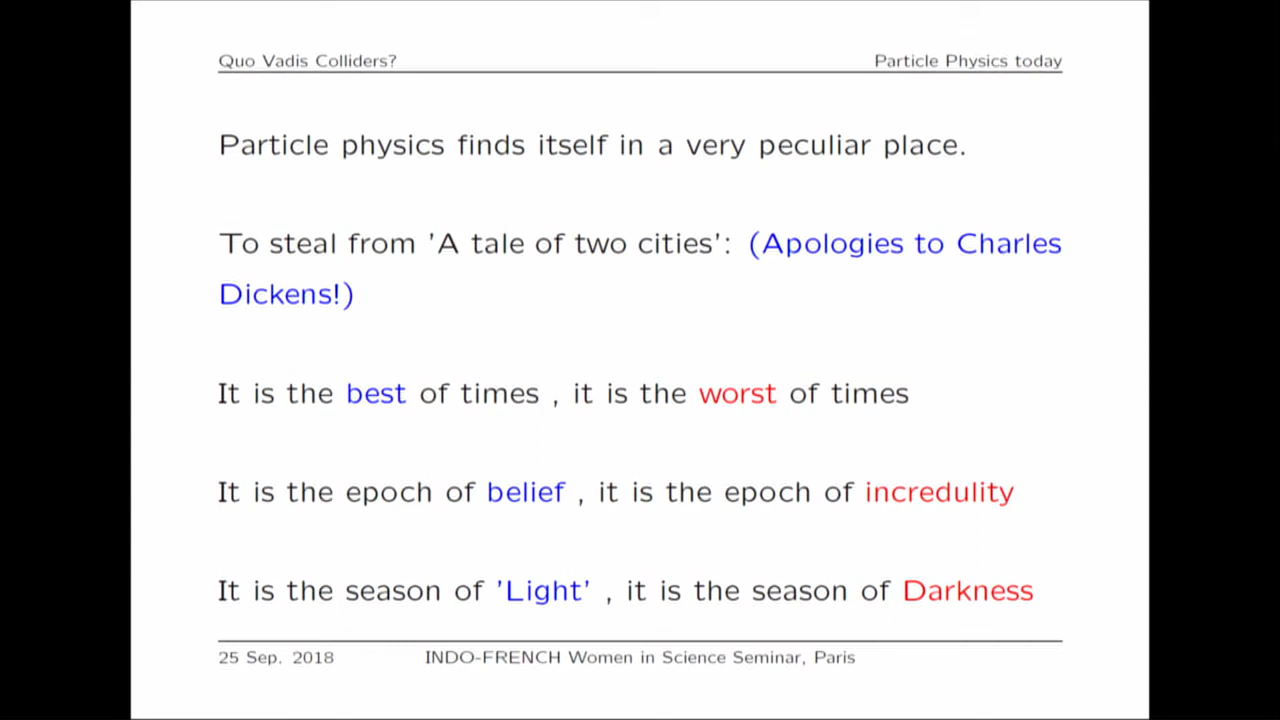 Quo Vadis Colliders? Particle Physics today
Particle physics finds itself in a very peculiar place.
To steal from 'A tale of two cities': (Apologies to Charles
Dickens!)
It is the best of times , it is the worst of times
It is the epoch of belief , it is the epoch of incredulity
It is the season of 'Light' , it is the season of Darkness
25 Sep. 2018 INDO-FRENCH Women in Science Seminar, Paris